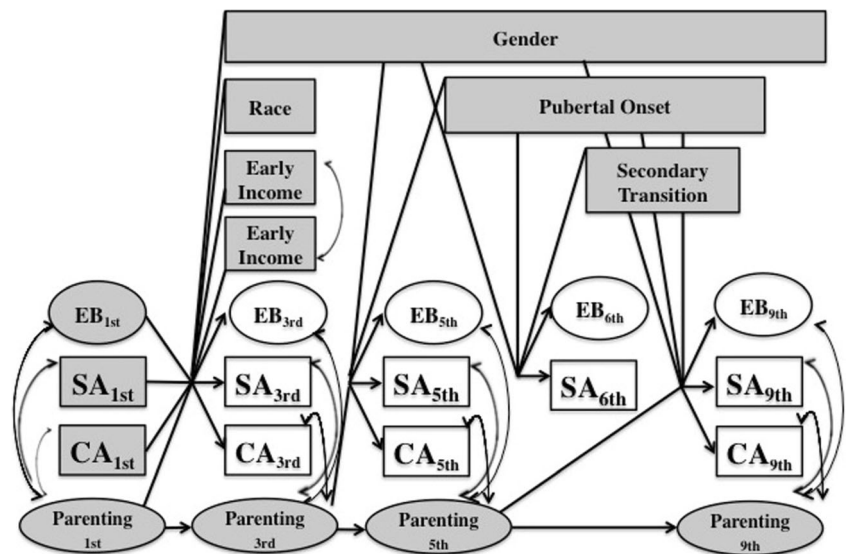 Gender
Race
Pubertal Onset
Early
Income
Secondary
Transition
Early
Income
EB1st
EB3rd
EB5th
EB6th
EB9th
SA1st
SA3rd
SA5th
SA6th
SA9th
CA1st
CA3rd
CA5th
CA9th
Parenting
1st
Parenting
3rd
Parenting
5th
Parenting
9th